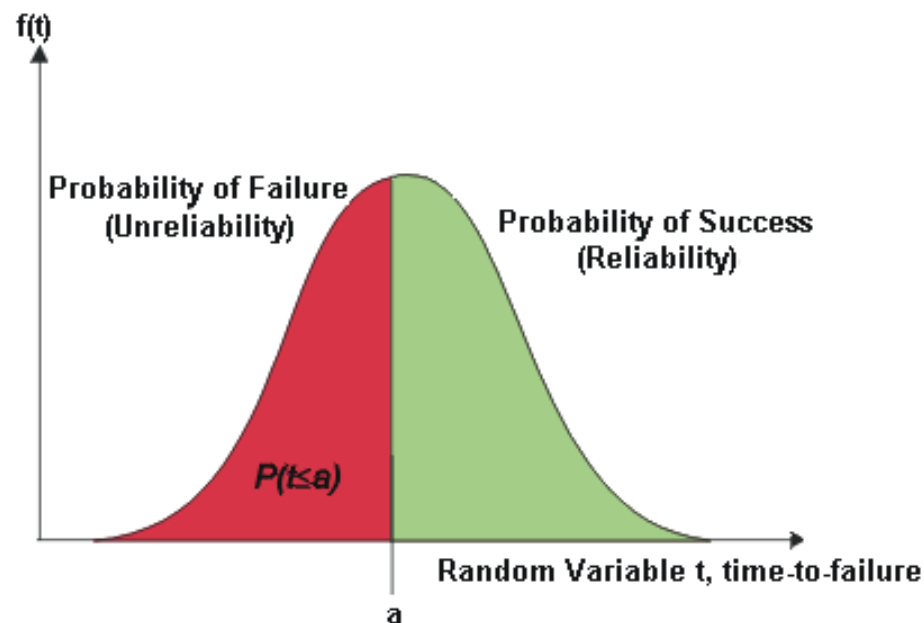 f(t)
Probability of Failure
(Unreliability)
Probability of Success
(Reliability)
P(t≤a)
Random Variable t, time-to-failure
a